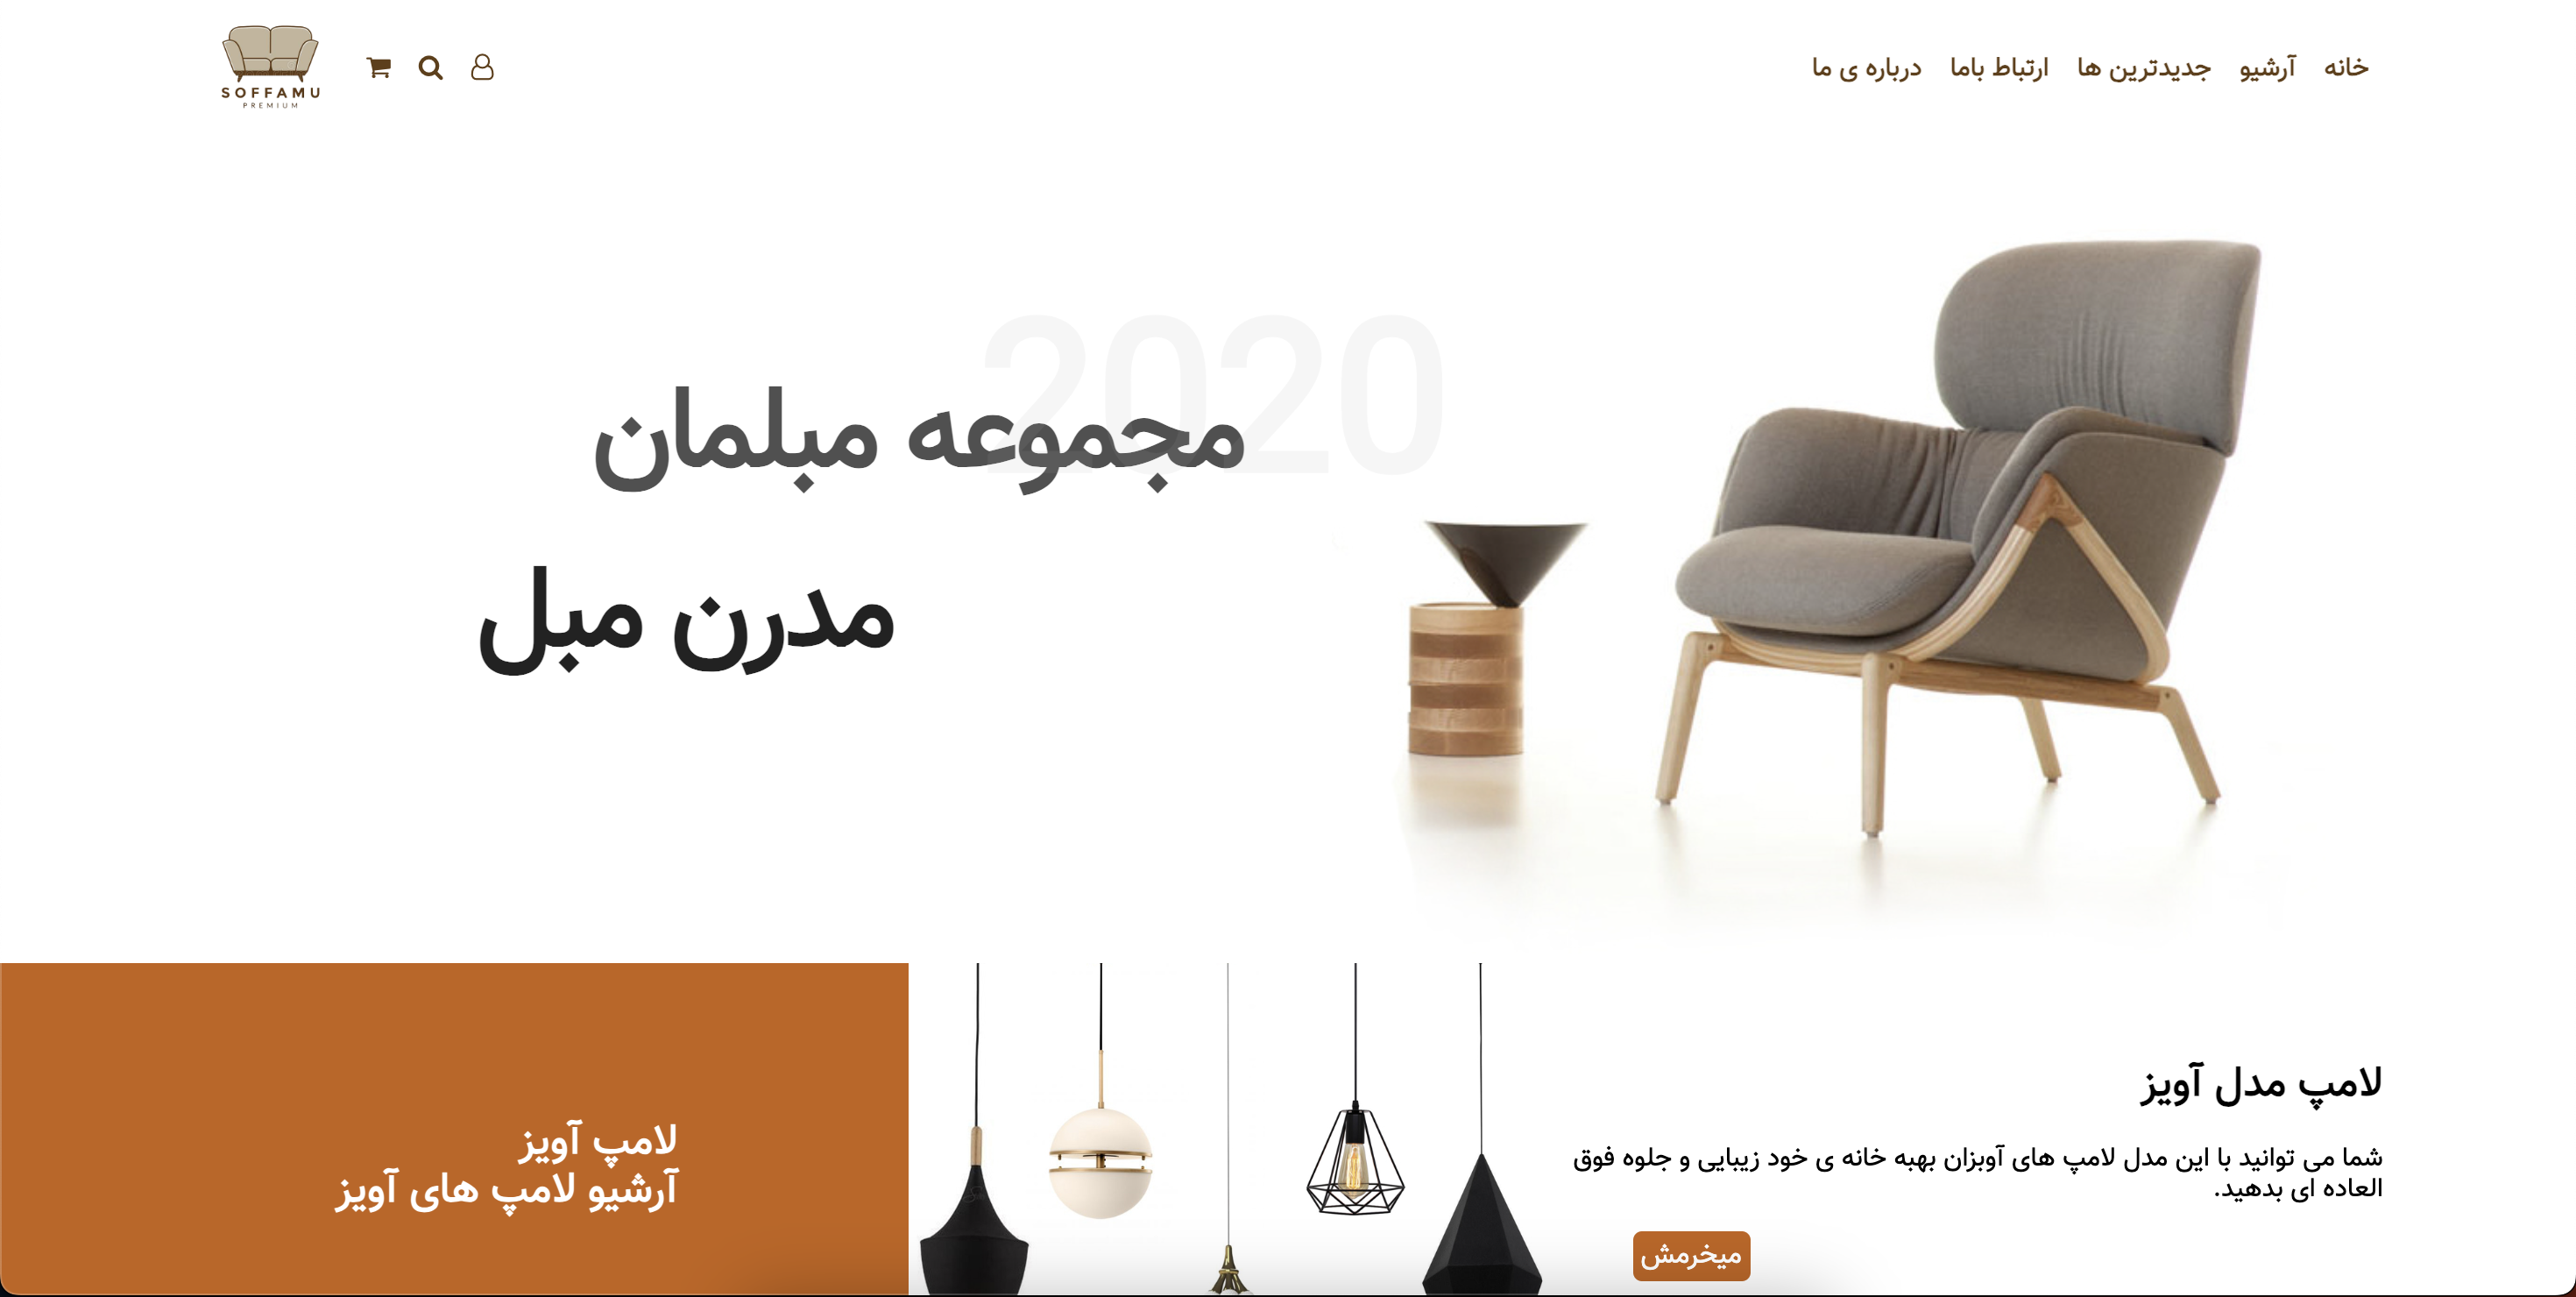 خانه
آرشیو
جدیدترین ها
ارتباط باما
درباره ی ما
SOFFAMU
PREMIUM
2020
مجموعه مبلمان
مدرن مبل
لامپ مدل آویز
شما می توانید با این مدل لامپ های آوبزان بهبه خانه ی خود زیبایی و جلوه فوق
العاده ای بدهید.
میخرمش
لامپ آویز
آرشیو لامپ های آویز